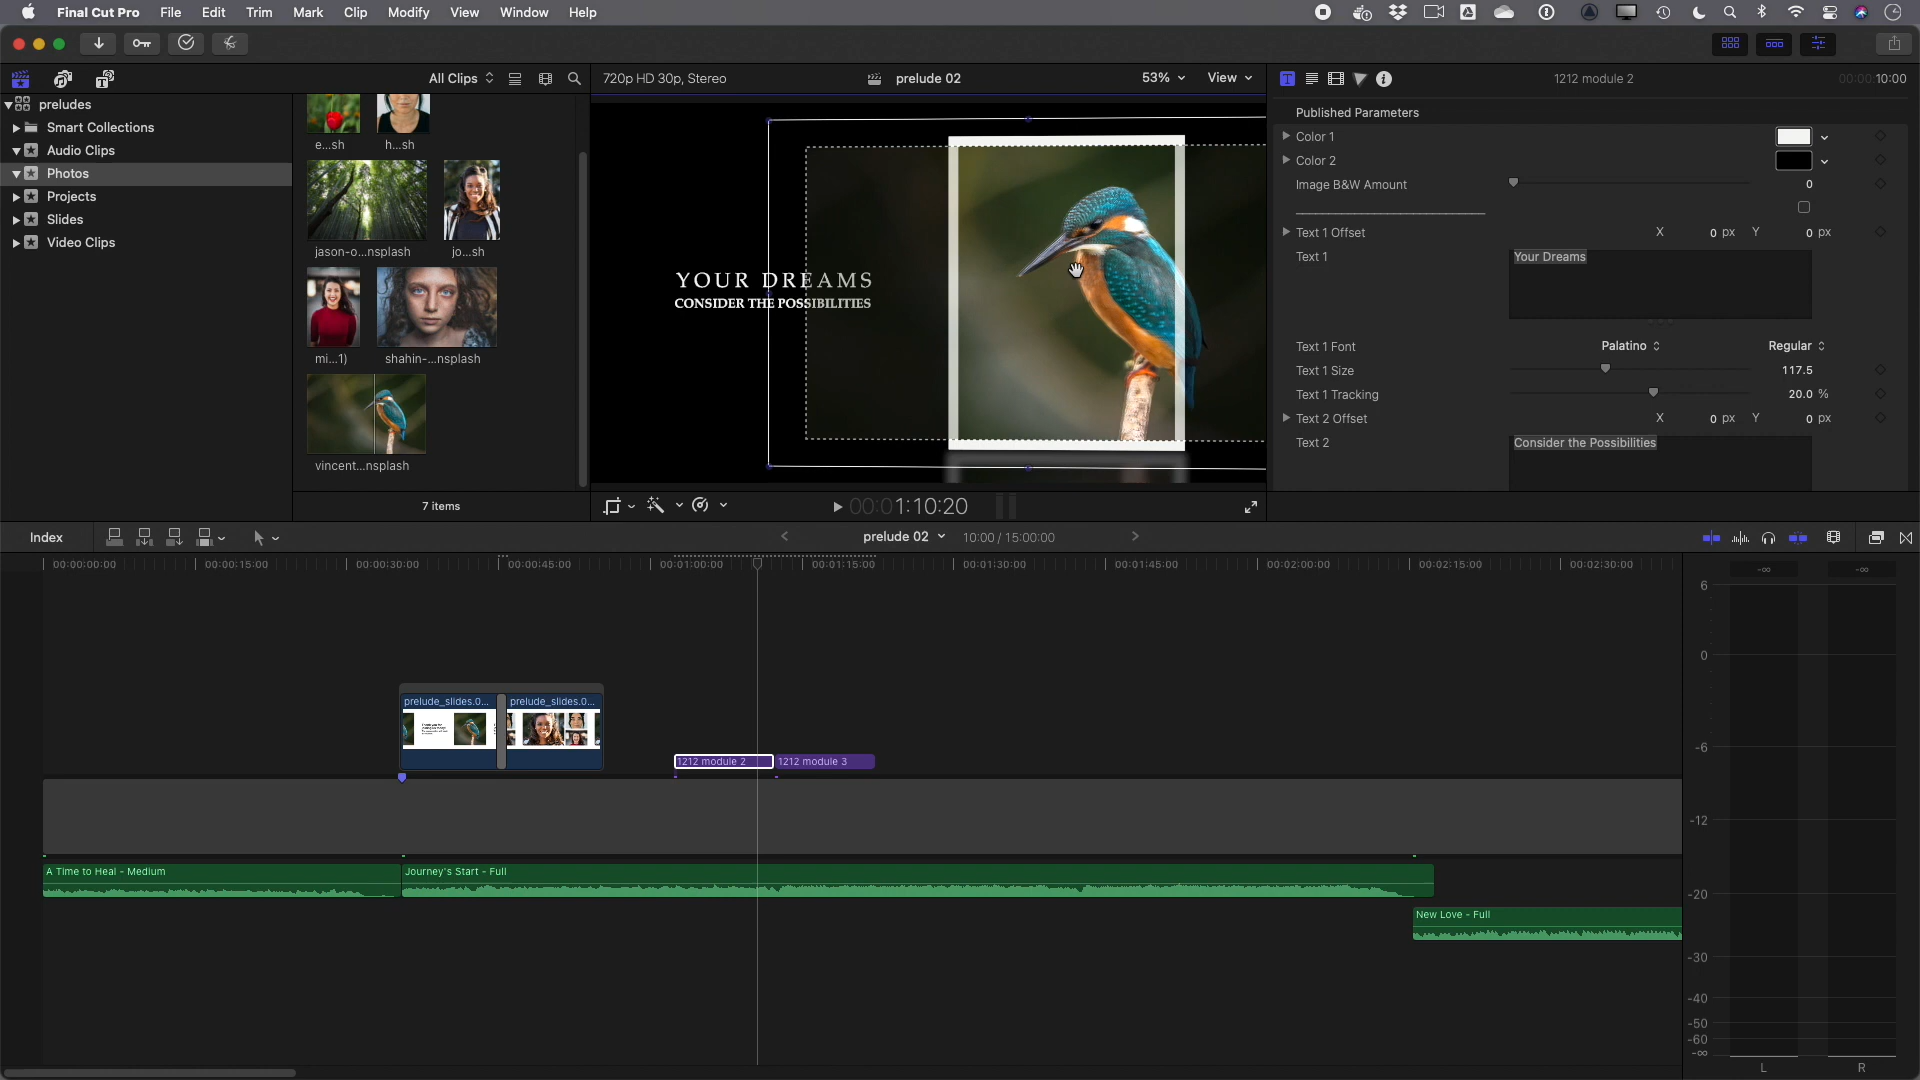 Final Cut Pro File Edit Trim Mark Clip Modify View Window Help
All Clips
720p HD 30p, Stereo
prelude 02
53%
View
1212 module 2
00:00:10:00
preludes
Smart Collections
Audio Clips
Photos
Projects
Slides
Video Clips
e...sh
h...sh
jason-o...nsplash
jo...sh
mi...1)
shahin-...nsplash
vincent...nsplash
7 items
YOUR DREAMS
CONSIDER THE POSSIBILITIES
00:01:10:20
Published Parameters
Color 1
Color 2
Image B&W Amount 0
Text 1 Offset X 0 px Y 0 px
Text 1 Your Dreams
Text 1 Font Palatino Regular
Text 1 Size 117.5
Text 1 Tracking 20.0 %
Text 2 Offset X 0 px Y 0 px
Text 2 Consider the Possibilities
Index
prelude 02
10:00 / 15:00:00
00:00:00:00 00:00:15:00 00:00:30:00 00:00:45:00 00:01:00:00 00:01:15:00 00:01:30:00 00:01:45:00 00:02:00:00 00:02:15:00 00:02:30:00
prelude_slides.0...
prelude_slides.0...
1212 module 2
1212 module 3
A Time to Heal - Medium
Journey's Start - Full
New Love - Full
-∞ -∞
6
0
-6
-12
-20
-30
-40
-50
-60
-∞
L R